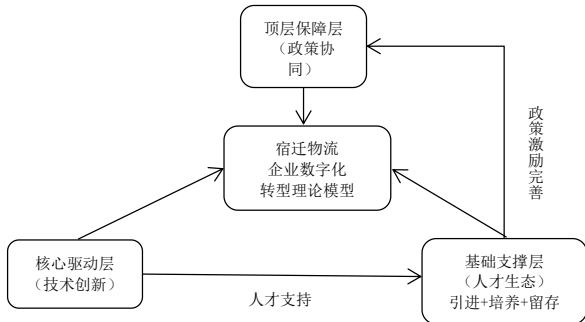 顶层保障层
（政策协
同）
宿迁物流
企业数字化
转型理论模型
政策激励完善
核心驱动层
（技术创新）
人才支持
基础支撑层
（人才生态）
引进+培养+留存